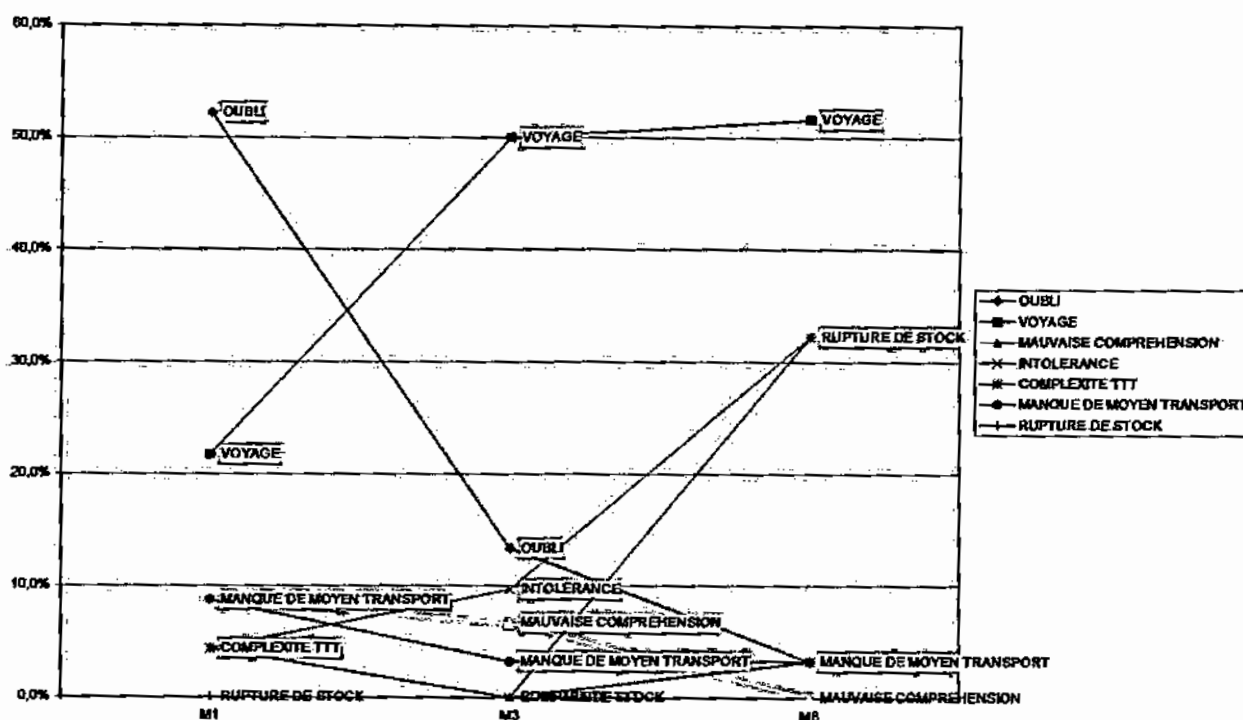 60,0%
50,0%
40,0%
30,0%
20,0%
10,0%
0,0%
OUBLI
VOYAGE
VOYAGE
VOYAGE
RUPTURE DE STOCK
OUBLI
INTOLERANCE
MANQUE DE MOYEN TRANSPORT
MAUVAISE COMPREHENSION
COMPLEXITE TTT
MANQUE DE MOYEN TRANSPORT
MANQUE DE MOYEN TRANSPORT
RUPTURE DE STOCK
DE STOCK
MAUVAISE COMPREHENSION
M1
M3
M6
OUBLI
VOYAGE
MAUVAISE COMPREHENSION
INTOLERANCE
COMPLEXITE TTT
MANQUE DE MOYEN TRANSPORT
RUPTURE DE STOCK